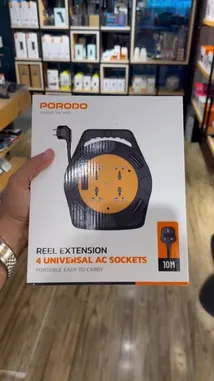 PORODO
REEL EXTENSION
4 UNIVERSAL AC SOCKETS
PORTABLE EASY TO CARRY
10M